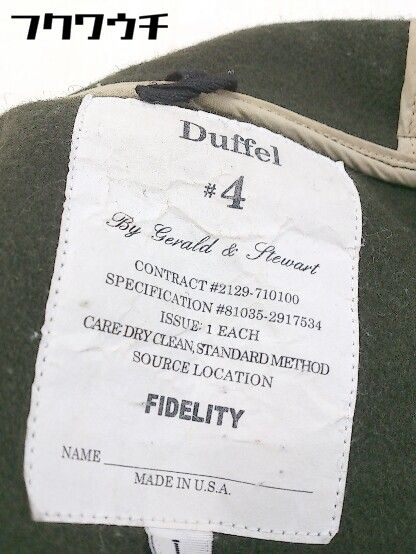 フクワウチ
Duffel
#4
By Gerald & Stewart
CONTRACT #2129-710100
SPECIFICATION #81035-2917534
ISSUE: 1 EACH
CARE: DRY CLEAN, STANDARD METHOD
SOURCE LOCATION
FIDELITY
NAME
MADE IN U.S.A.